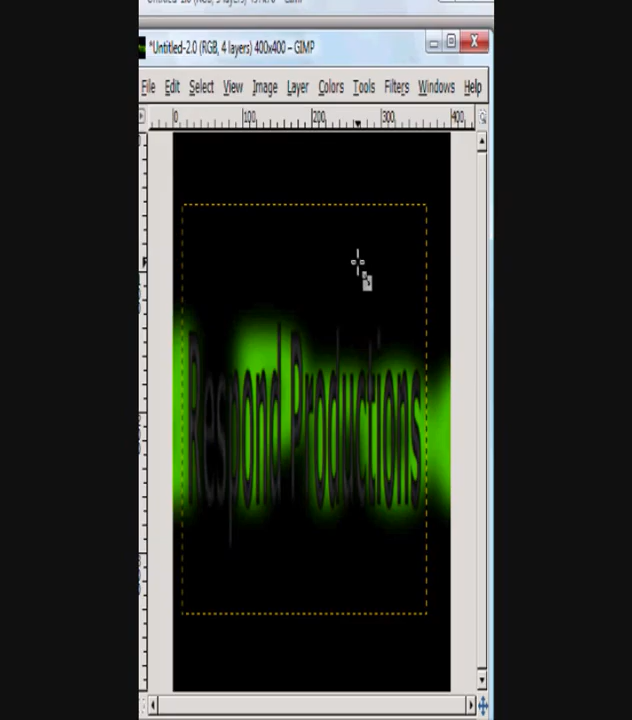 *Untitled-2.0 (RGB, 4 layers) 400x400 – GIMP
File Edit Select View Image Layer Colors Tools Filters Windows Help
0 100 200 300 400
Respond Productions